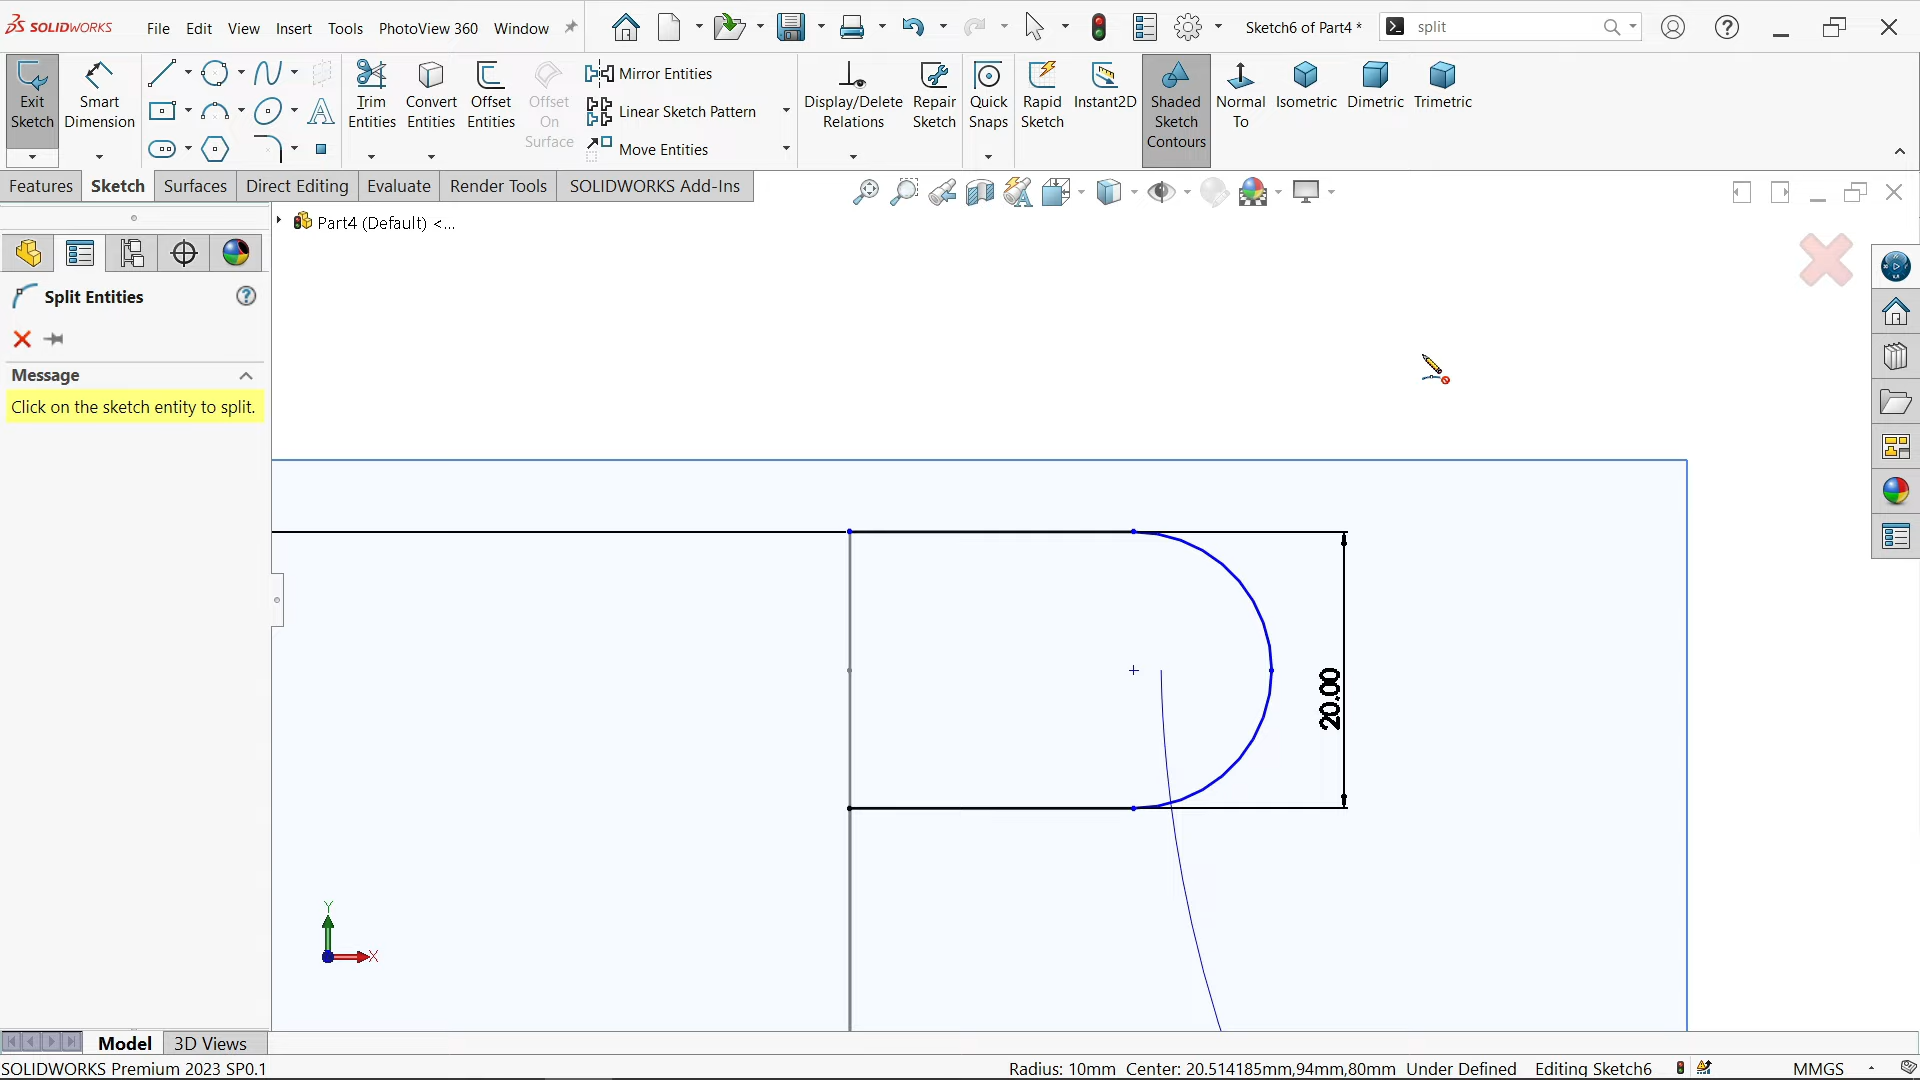 SOLIDWORKS File Edit View Insert Tools PhotoView 360 Window Sketch6 of Part4 * split
Exit Sketch
Smart Dimension
Trim Entities
Convert Entities
Offset Entities
Offset On Surface
Mirror Entities
Linear Sketch Pattern
Move Entities
Display/Delete Relations
Repair Sketch
Quick Snaps
Rapid Sketch
Instant2D
Shaded Sketch Contours
Normal To
Isometric
Dimetric
Trimetric
Features Sketch Surfaces Direct Editing Evaluate Render Tools SOLIDWORKS Add-Ins
Part4 (Default) <...
Split Entities
Message
Click on the sketch entity to split.
20.00
Y
X
Model 3D Views
SOLIDWORKS Premium 2023 SP0.1 Radius: 10mm Center: 20.514185mm,94mm,80mm Under Defined Editing Sketch6 MMGS